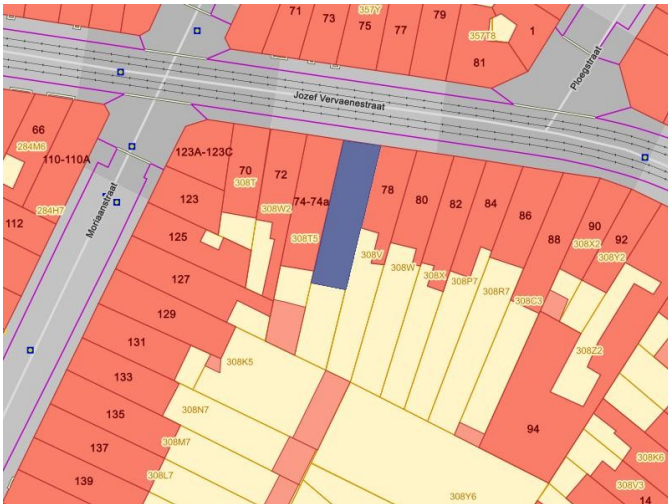 71
73
357Y
75
77
79
357T8
81
1
Ploegstraat
Jozef Vervaenestraat
66
284M6
110-110A
112
284H7
Moriaanstraat
123A-123C
70
308T
72
308W2
74-74a
308T5
78
80
82
84
86
88
90
308X2
92
308Y2
123
125
127
129
131
133
135
137
139
308V
308W
308X
308P7
308R7
308C3
308Z2
308K5
308N7
308M7
308L7
94
308Y6
308K6
308V3
14